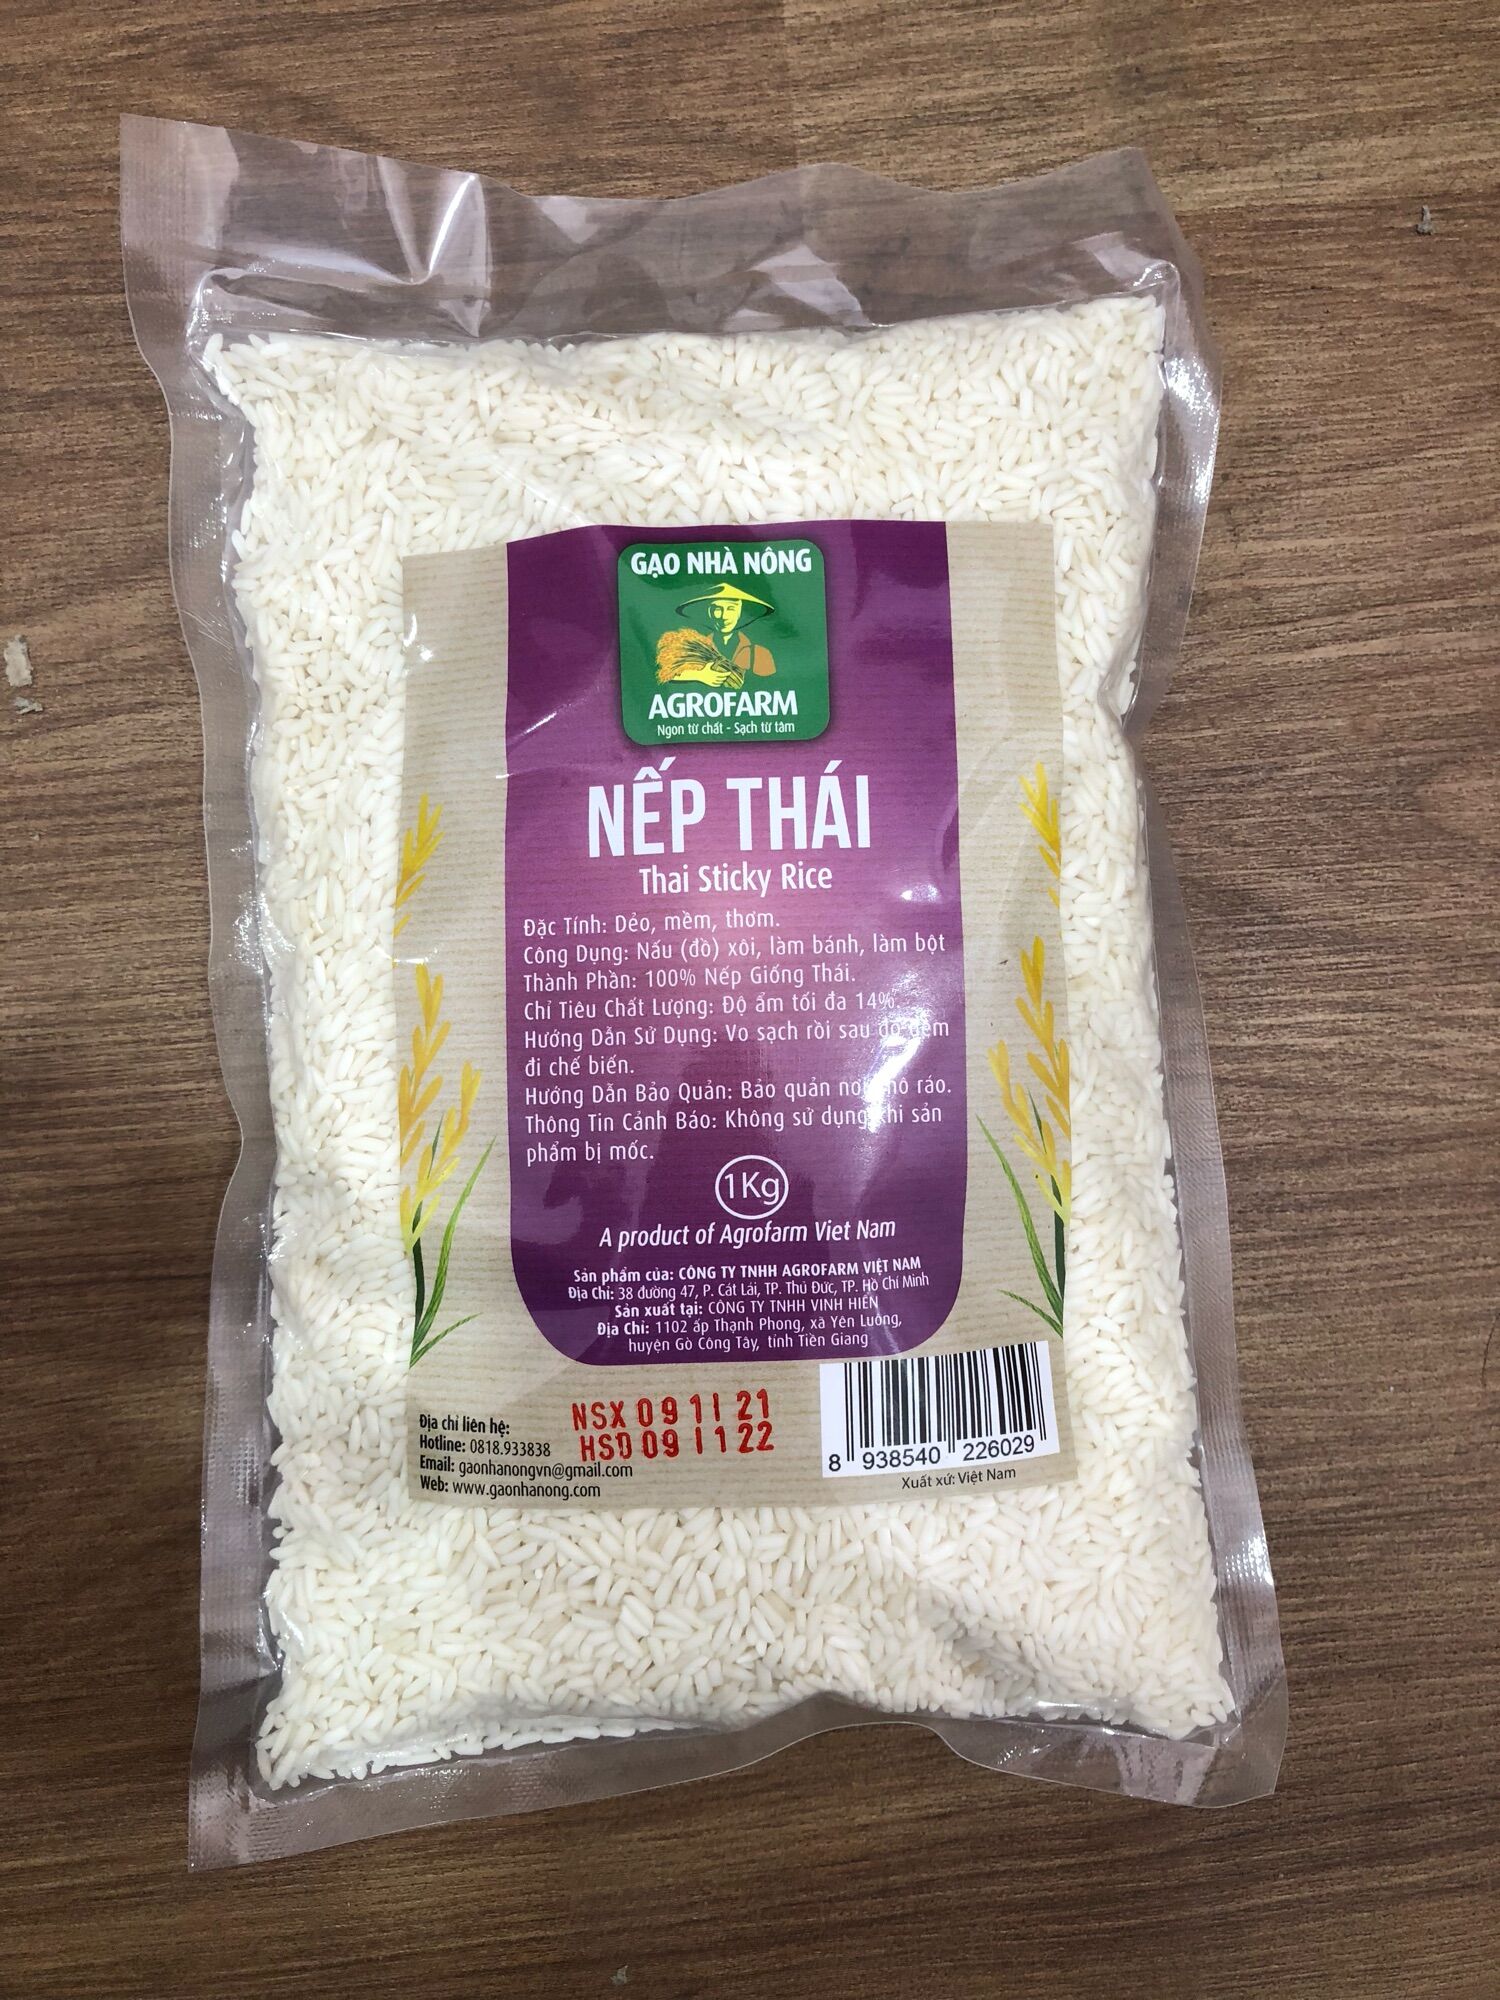 GẠO NHÀ NÔNG
AGROFARM
Ngon từ chất - Sạch từ tâm
NẾP THÁI
Thai Sticky Rice
Đặc Tính: Dẻo, mềm, thơm.
Công Dụng: Nấu (đồ) xôi, làm bánh, làm bột
Thành Phần: 100% Nếp Giống Thái.
Chỉ Tiêu Chất Lượng: Độ ẩm tối đa 14%.
Hướng Dẫn Sử Dụng: Vo sạch rồi sau đó đem
đi chế biến.
Hướng Dẫn Bảo Quản: Bảo quản ráo.
Thông Tin Cảnh Báo: Không sử dụng khi sản
phẩm bị mốc.
1Kg
A product of Agrofarm Viet Nam
Sản phẩm của: CÔNG TY TNHH AGROFARM VIỆT NAM
Địa Chỉ: 38 đường 47, P. Cát Lái, TP. Thủ Đức, TP. Hồ Chí Minh
Sản xuất tại: CÔNG TY TNHH VINH HIỂN
Địa Chỉ: 1102 ấp Thạnh Phong, xã Yên Luông,
huyện Gò Công Tây, tỉnh Tiền Giang
NSX 09 11 21
HSD 09 11 22
Địa chỉ liên hệ:
Hotline: 0818.933838
Email: gaonhanongvn@gmail.com
Web: www.gaonhanong.com
8 938540 226029
Xuất xứ: Việt Nam